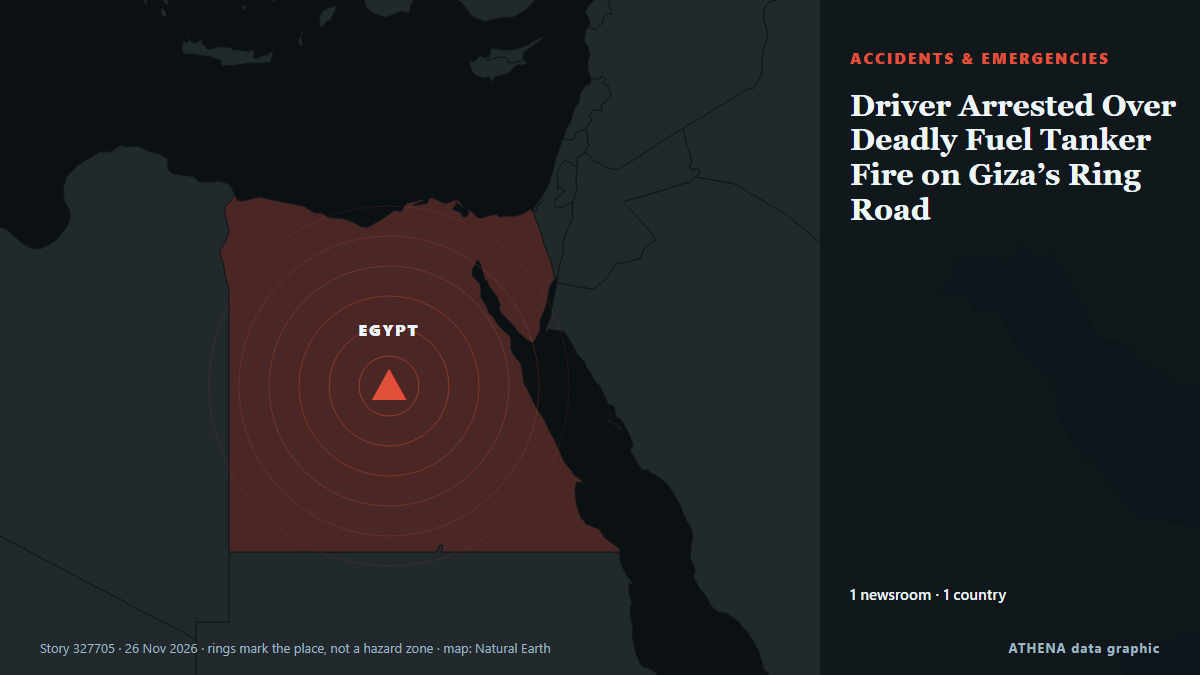 ACCIDENTS & EMERGENCIES
Driver Arrested Over
Deadly Fuel Tanker
Fire on Giza’s Ring
Road
EGYPT
1 newsroom · 1 country
Story 327705 · 26 Nov 2026 · rings mark the place, not a hazard zone · map: Natural Earth
ATHENA data graphic